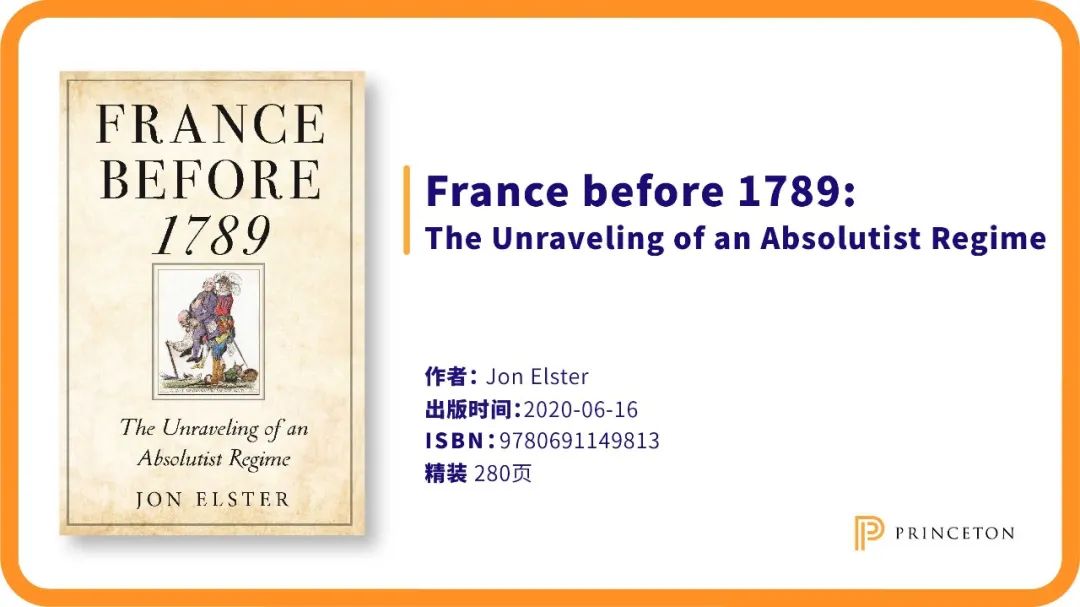 FRANCE
BEFORE
1789
The Unraveling of an
Absolutist Regime
JON ELSTER
France before 1789:
The Unraveling of an Absolutist Regime
作者： Jon Elster
出版时间：2020-06-16
ISBN：9780691149813
精装 280页
PRINCETON